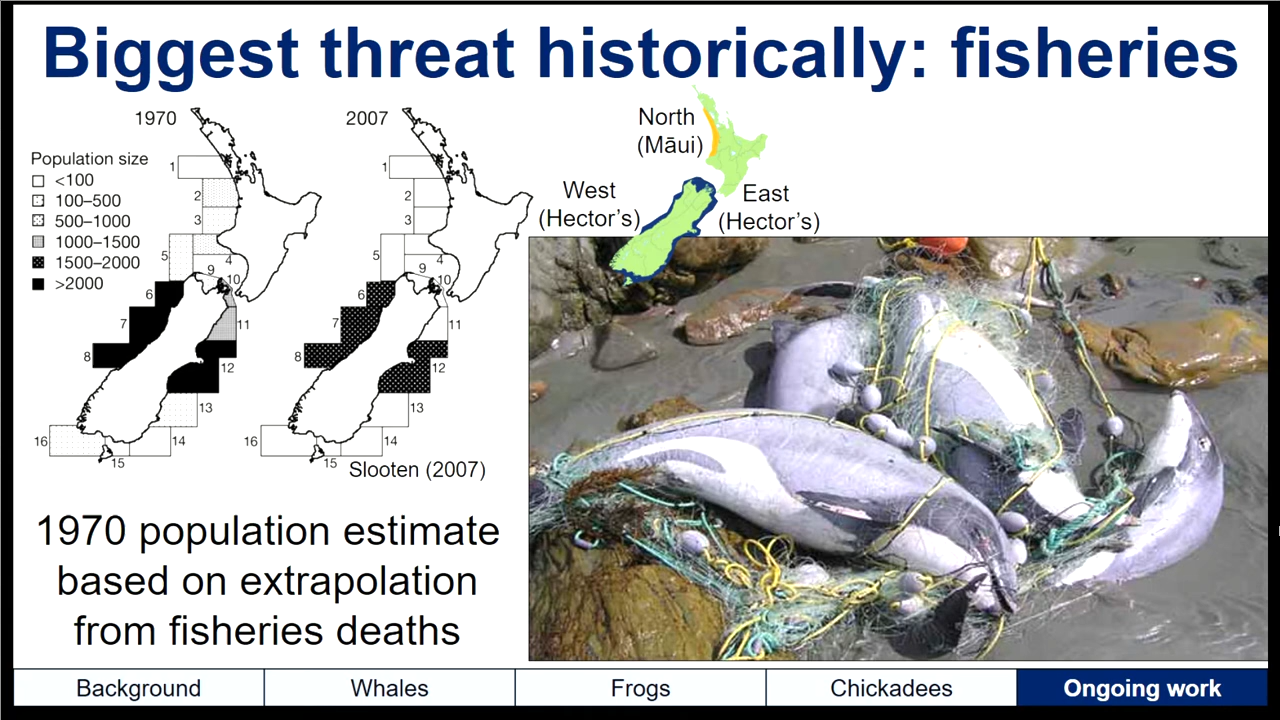 Biggest threat historically: fisheries
1970
2007
Population size
<100
100–500
500–1000
1000–1500
1500–2000
>2000
1
2
3
4
5
6
7
8
9
10
11
12
13
14
15
16
1
2
3
4
5
6
7
8
9
10
11
12
13
14
15
16
Slooten (2007)
North
(Māui)
West
(Hector's)
East
(Hector's)
1970 population estimate
based on extrapolation
from fisheries deaths
Background
Whales
Frogs
Chickadees
Ongoing work